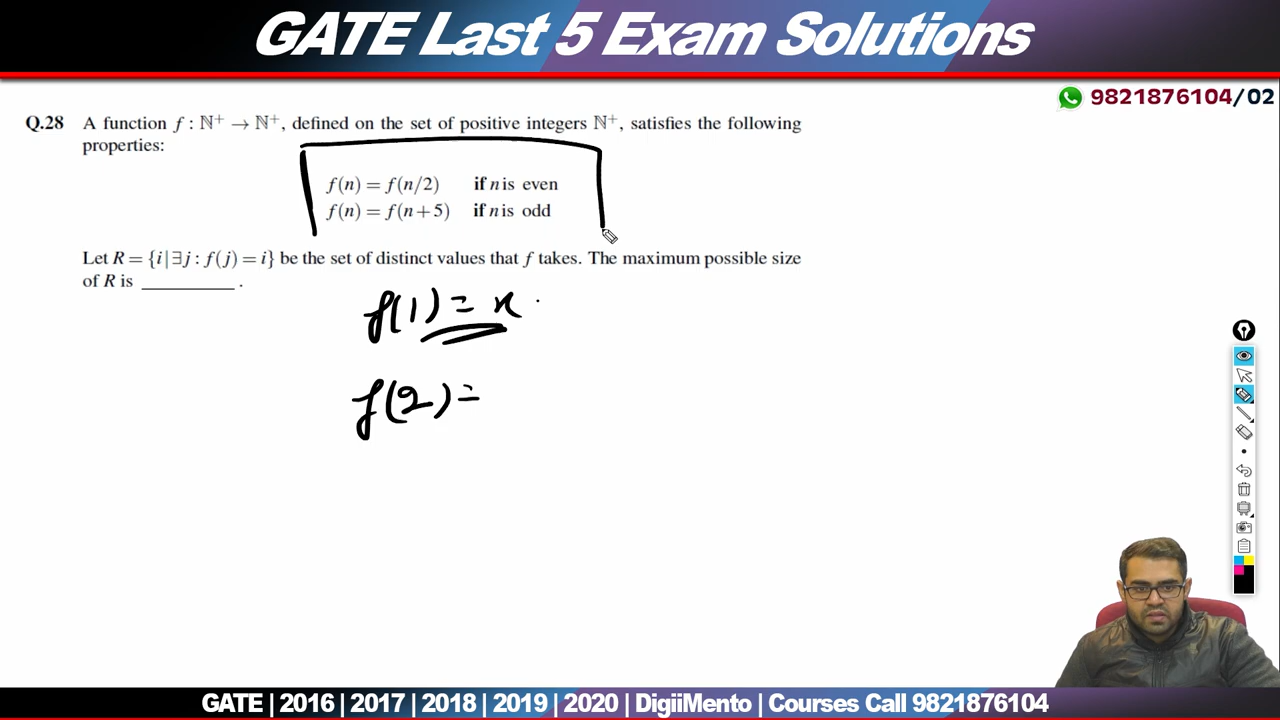 GATE Last 5 Exam Solutions
9821876104/02
Q.28 A function f : ℕ⁺ → ℕ⁺, defined on the set of positive integers ℕ⁺, satisfies the following
properties:
f(n) = f(n/2) if n is even
f(n) = f(n+5) if n is odd
Let R = {i|∃j : f(j) = i} be the set of distinct values that f takes. The maximum possible size
of R is ________ .
f(1) = x
f(2) =
GATE | 2016 | 2017 | 2018 | 2019 | 2020 | DigiiMento | Courses Call 9821876104